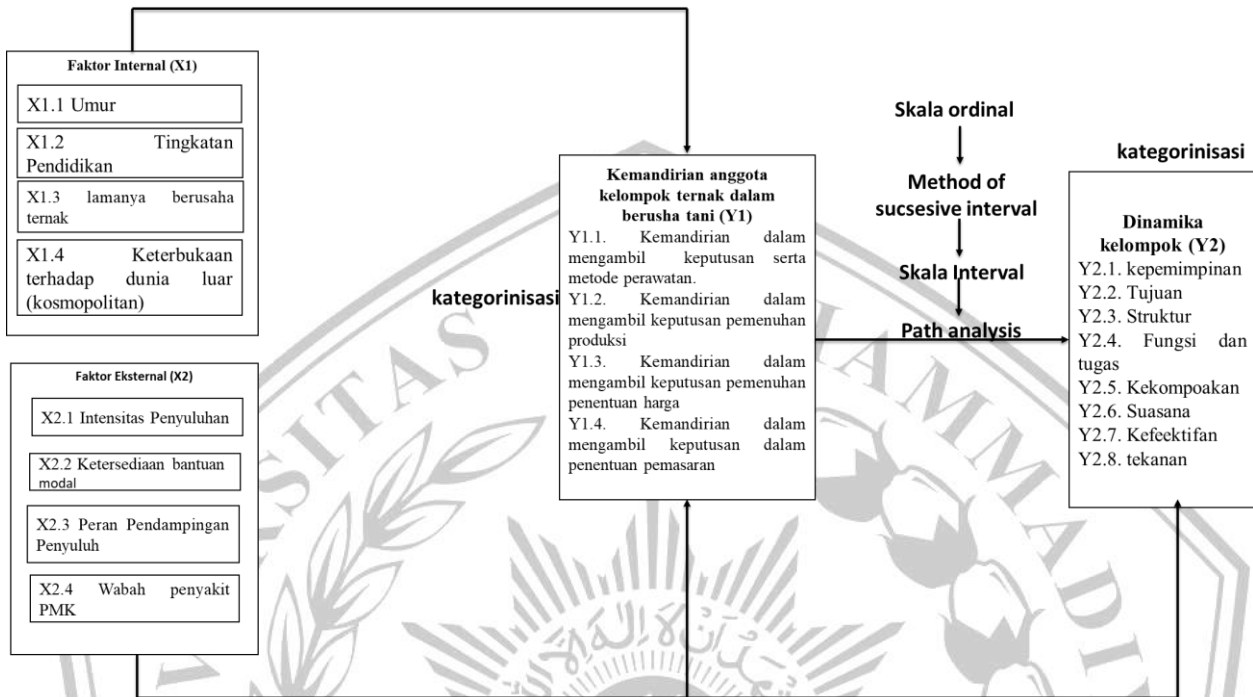 Faktor Internal (X1)
X1.1 Umur
X1.2 Tingkatan
Pendidikan
X1.3 lamanya berusaha
ternak
X1.4 Keterbukaan
terhadap dunia luar
(kosmopolitan)
Faktor Eksternal (X2)
X2.1 Intensitas Penyuluhan
X2.2 Ketersediaan bantuan
modal
X2.3 Peran Pendampingan
Penyuluh
X2.4 Wabah penyakit
PMK
kategorinisasi
Kemandirian anggota
kelompok ternak dalam
berusha tani (Y1)
Y1.1. Kemandirian dalam
mengambil keputusan serta
metode perawatan.
Y1.2. Kemandirian dalam
mengambil keputusan pemenuhan
produksi
Y1.3. Kemandirian dalam
mengambil keputusan pemenuhan
penentuan harga
Y1.4. Kemandirian dalam
mengambil keputusan dalam
penentuan pemasaran
Skala ordinal
Method of
sucsesive interval
Skala Interval
Path analysis
kategorinisasi
Dinamika
kelompok (Y2)
Y2.1. kepemimpinan
Y2.2. Tujuan
Y2.3. Struktur
Y2.4. Fungsi dan
tugas
Y2.5. Kekompoakan
Y2.6. Suasana
Y2.7. Kefeektifan
Y2.8. tekanan